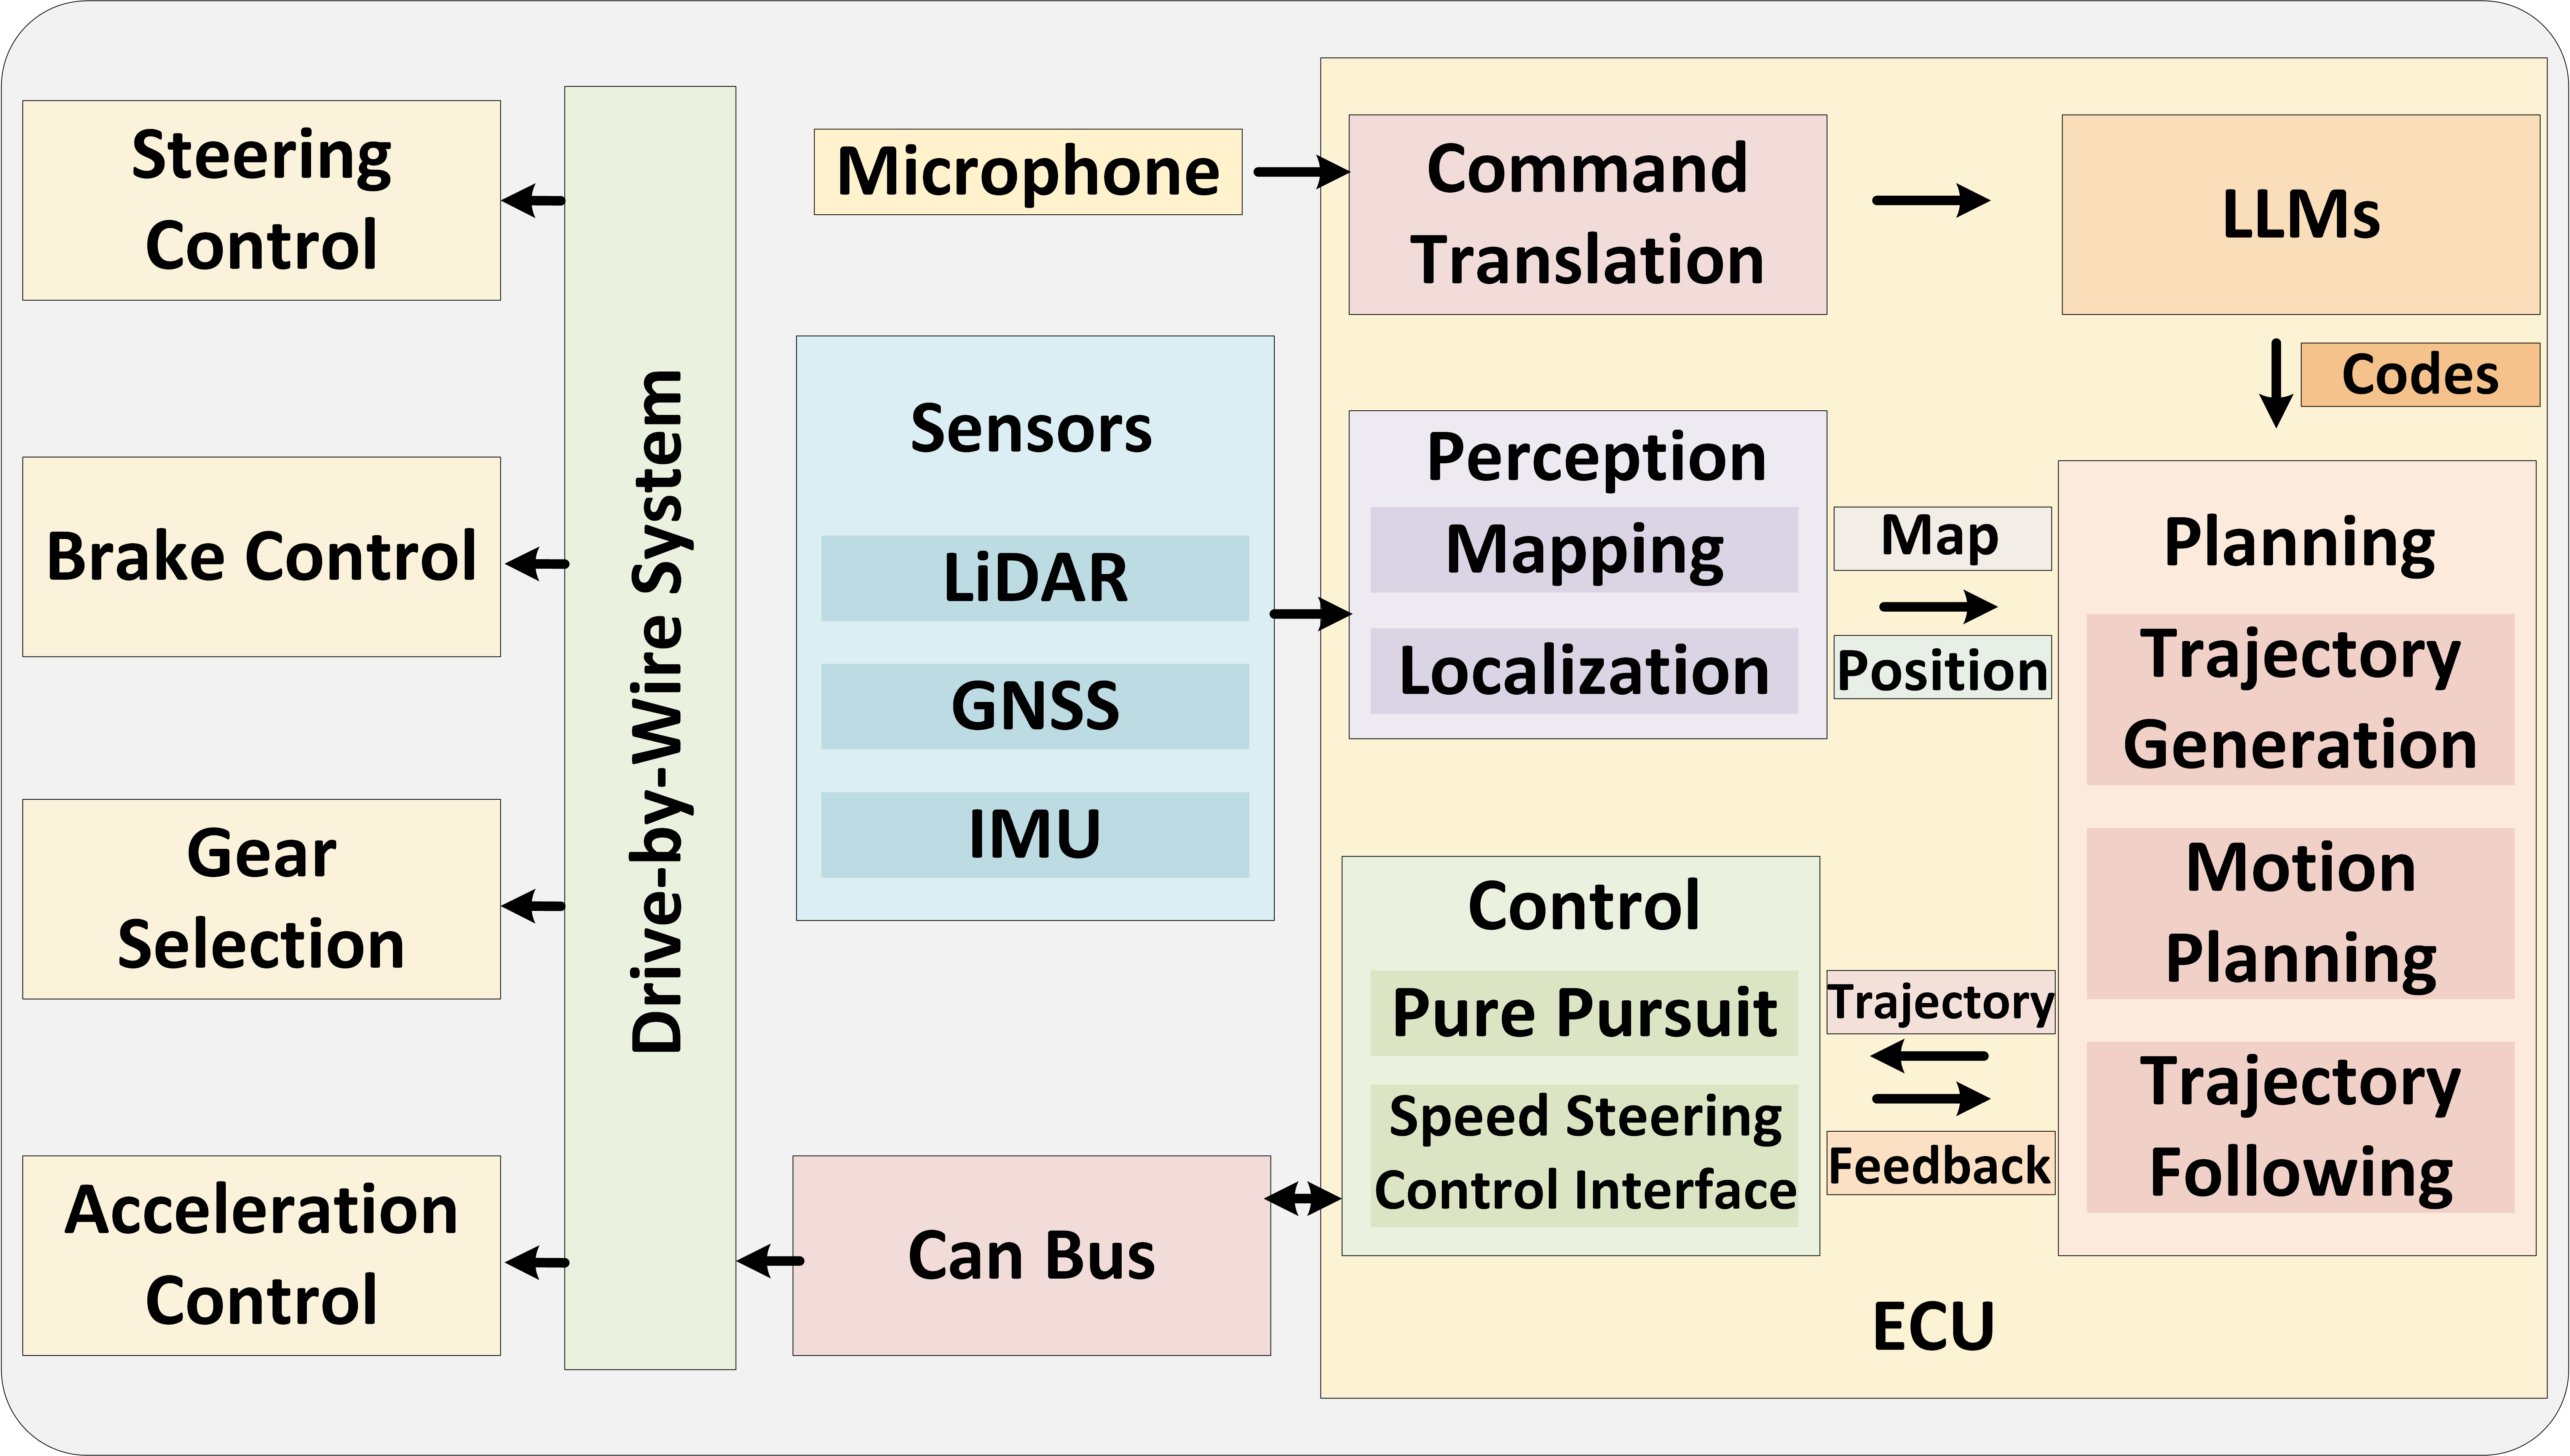 Steering
Control
Brake Control
Gear
Selection
Acceleration
Control
Drive-by-Wire System
Microphone
Sensors
LiDAR
GNSS
IMU
Can Bus
Command
Translation
LLMs
Codes
Perception
Mapping
Localization
Map
Position
Planning
Trajectory
Generation
Motion
Planning
Trajectory
Following
Control
Pure Pursuit
Speed Steering
Control Interface
Trajectory
Feedback
ECU